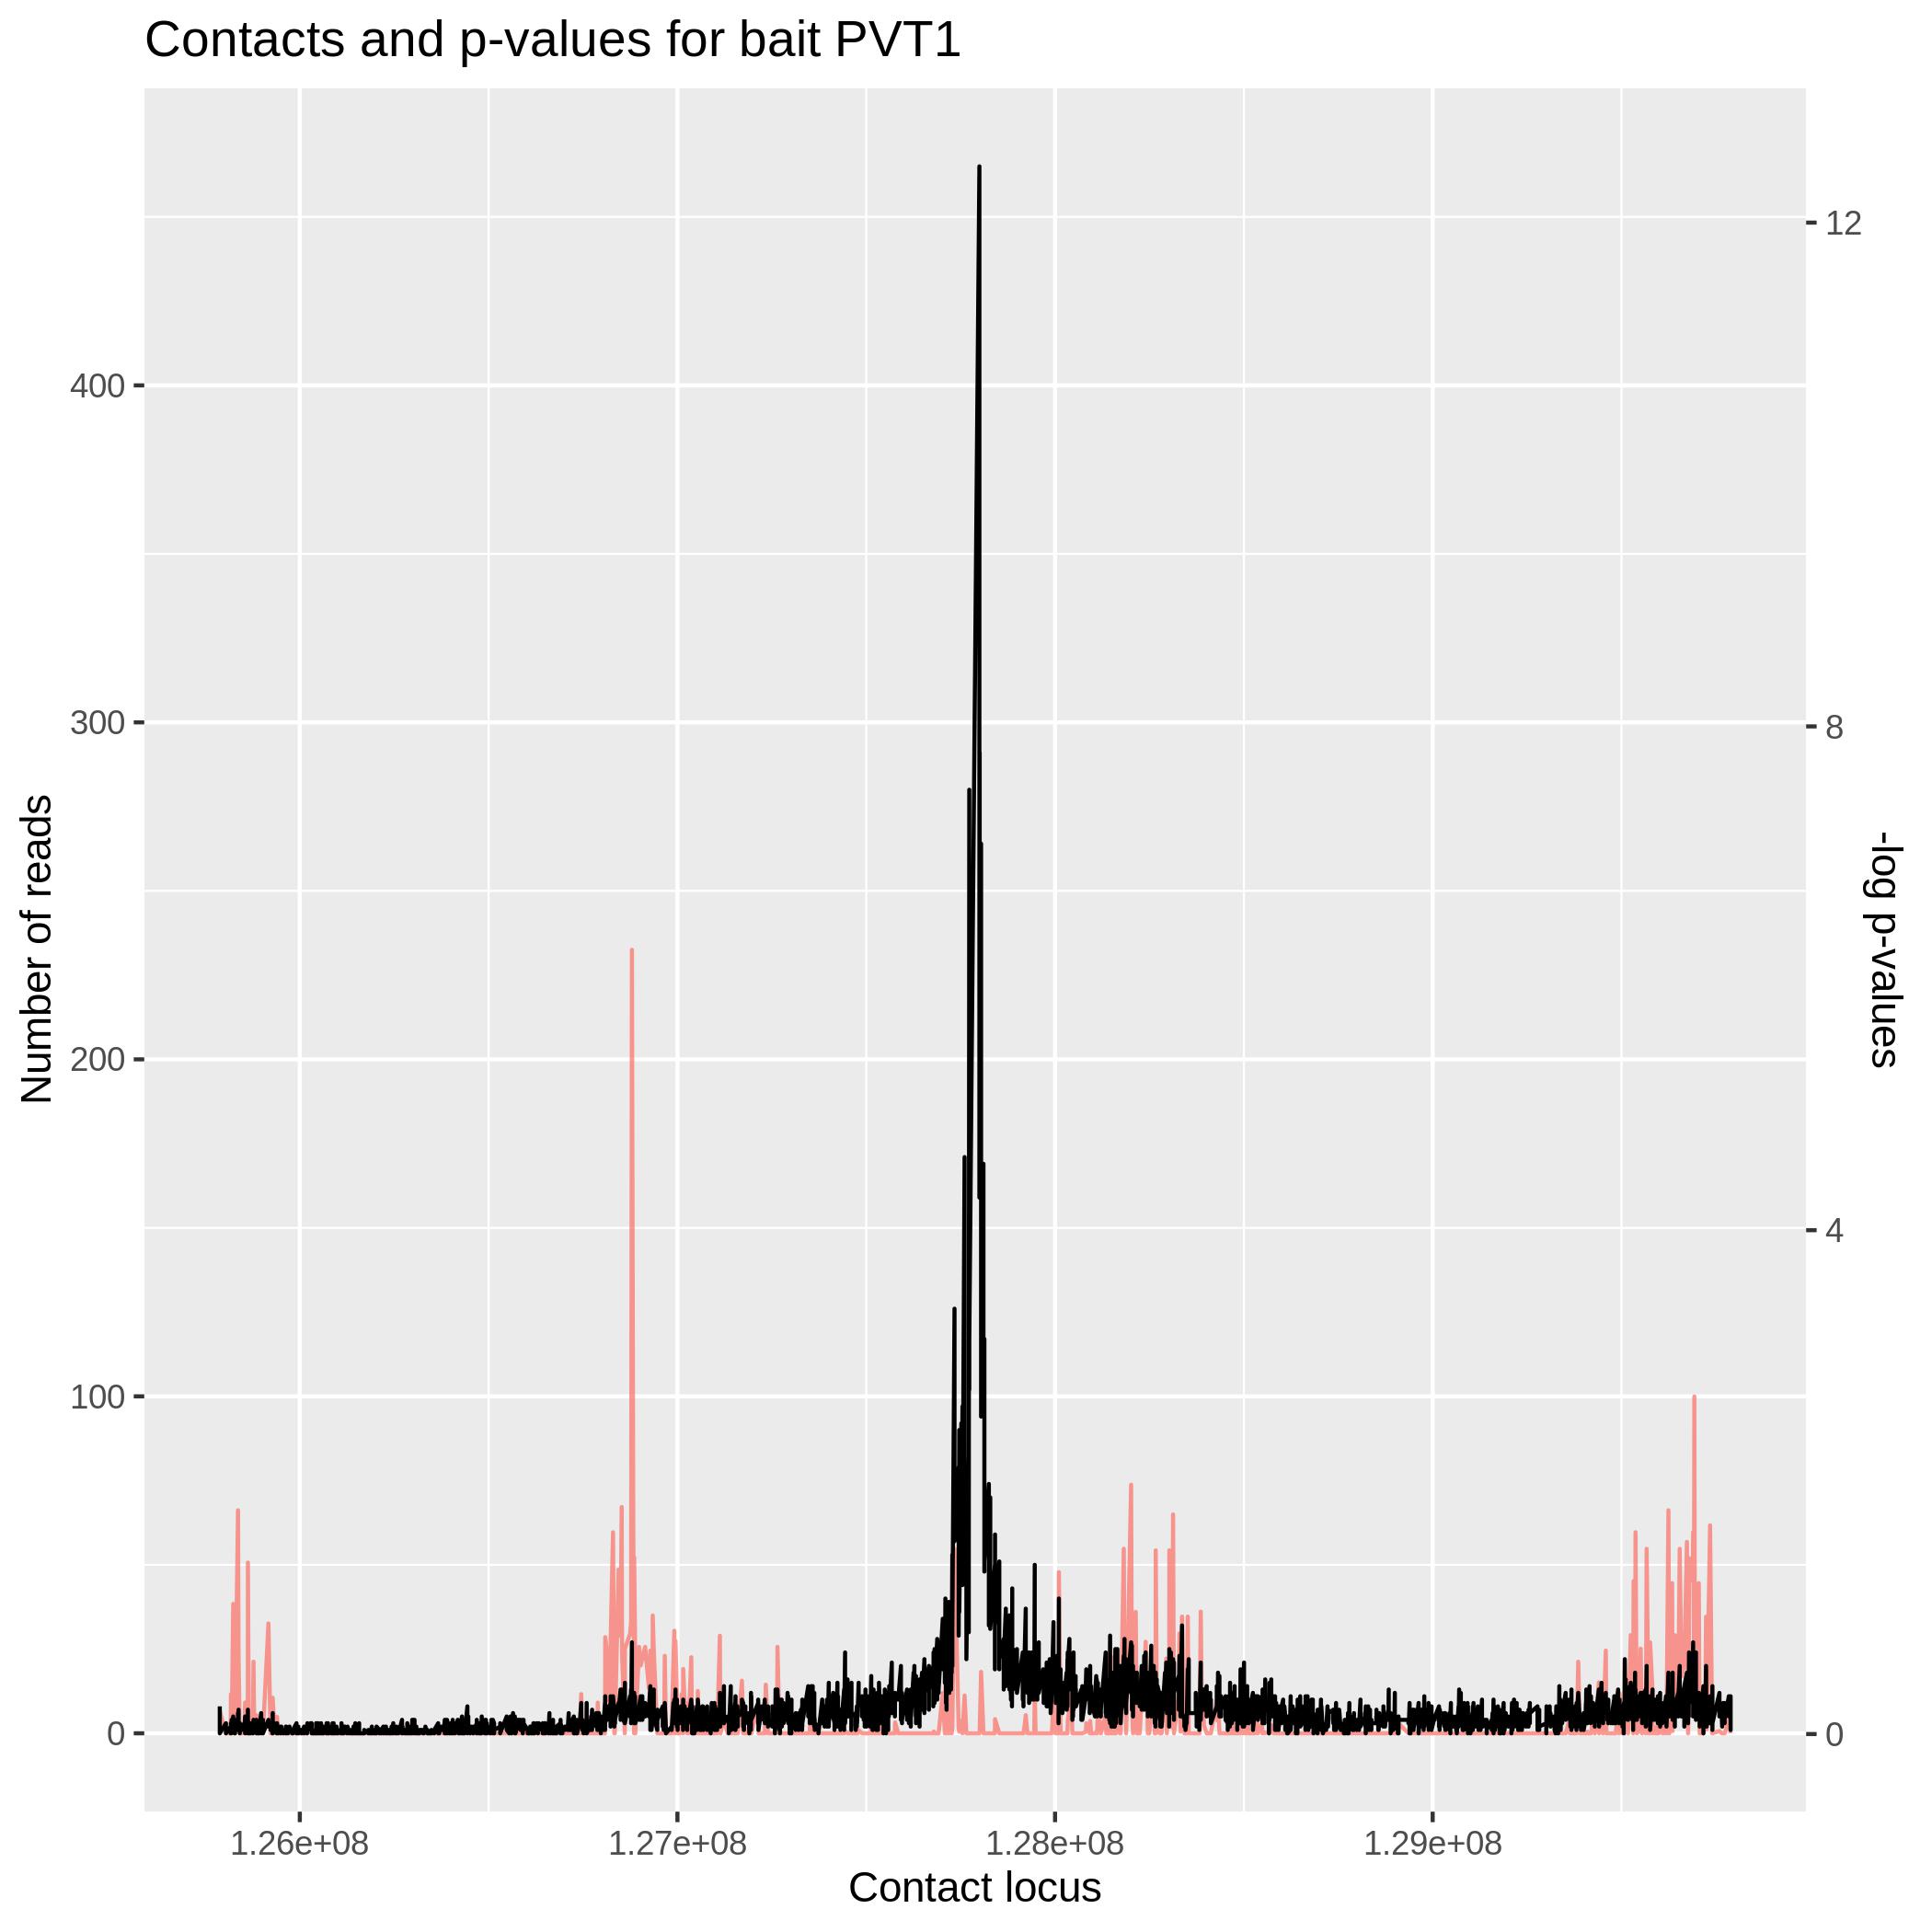 Contacts and p-values for bait PVT1
12
400
300
8
Number of reads
-log p-values
200
4
100
0
0
1.26e+08
1.27e+08
1.28e+08
1.29e+08
Contact locus